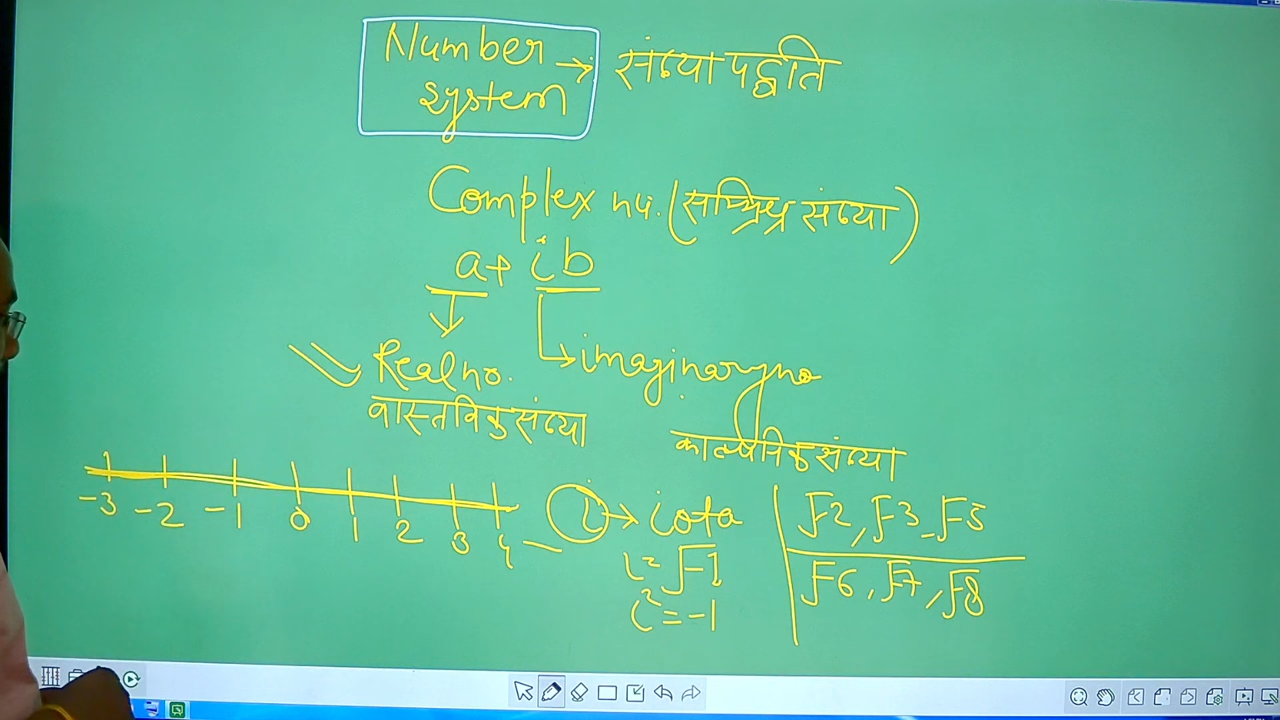 Number → संख्या पद्धति
System
Complex nu. (सम्मिश्र संख्या)
a + ib
Real no.
imaginary no
वास्तविक संख्या
काल्पनिक संख्या
-3 -2 -1 0 1 2 3 4
i → iota
i = √-1
i² = -1
√2, √3 - √5
√6, √7, √8